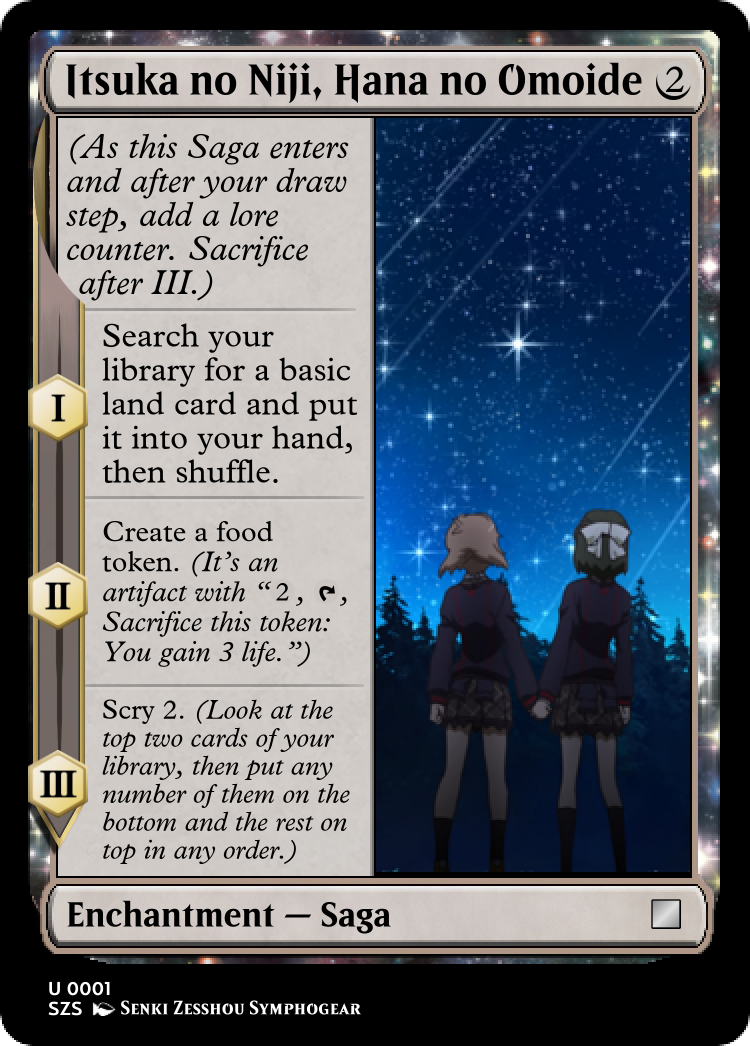 Itsuka no Niji, Hana no Omoide 2
(As this Saga enters
and after your draw
step, add a lore
counter. Sacrifice
after III.)
I
Search your
library for a basic
land card and put
it into your hand,
then shuffle.
II
Create a food
token. (It's an
artifact with “2, ,
Sacrifice this token:
You gain 3 life.”)
III
Scry 2. (Look at the
top two cards of your
library, then put any
number of them on the
bottom and the rest on
top in any order.)
Enchantment — Saga
U 0001
SZS Senki Zesshou Symphogear